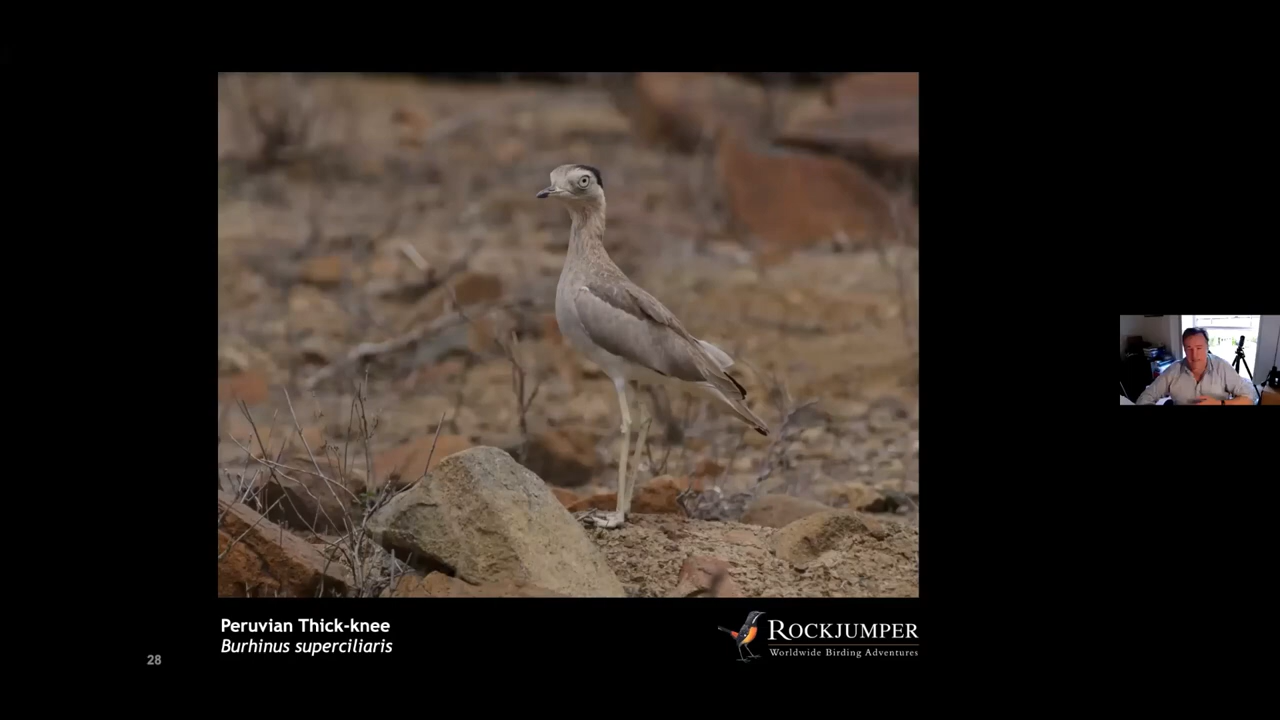 Peruvian Thick-knee
Burhinus superciliaris
28
ROCKJUMPER
Worldwide Birding Adventures